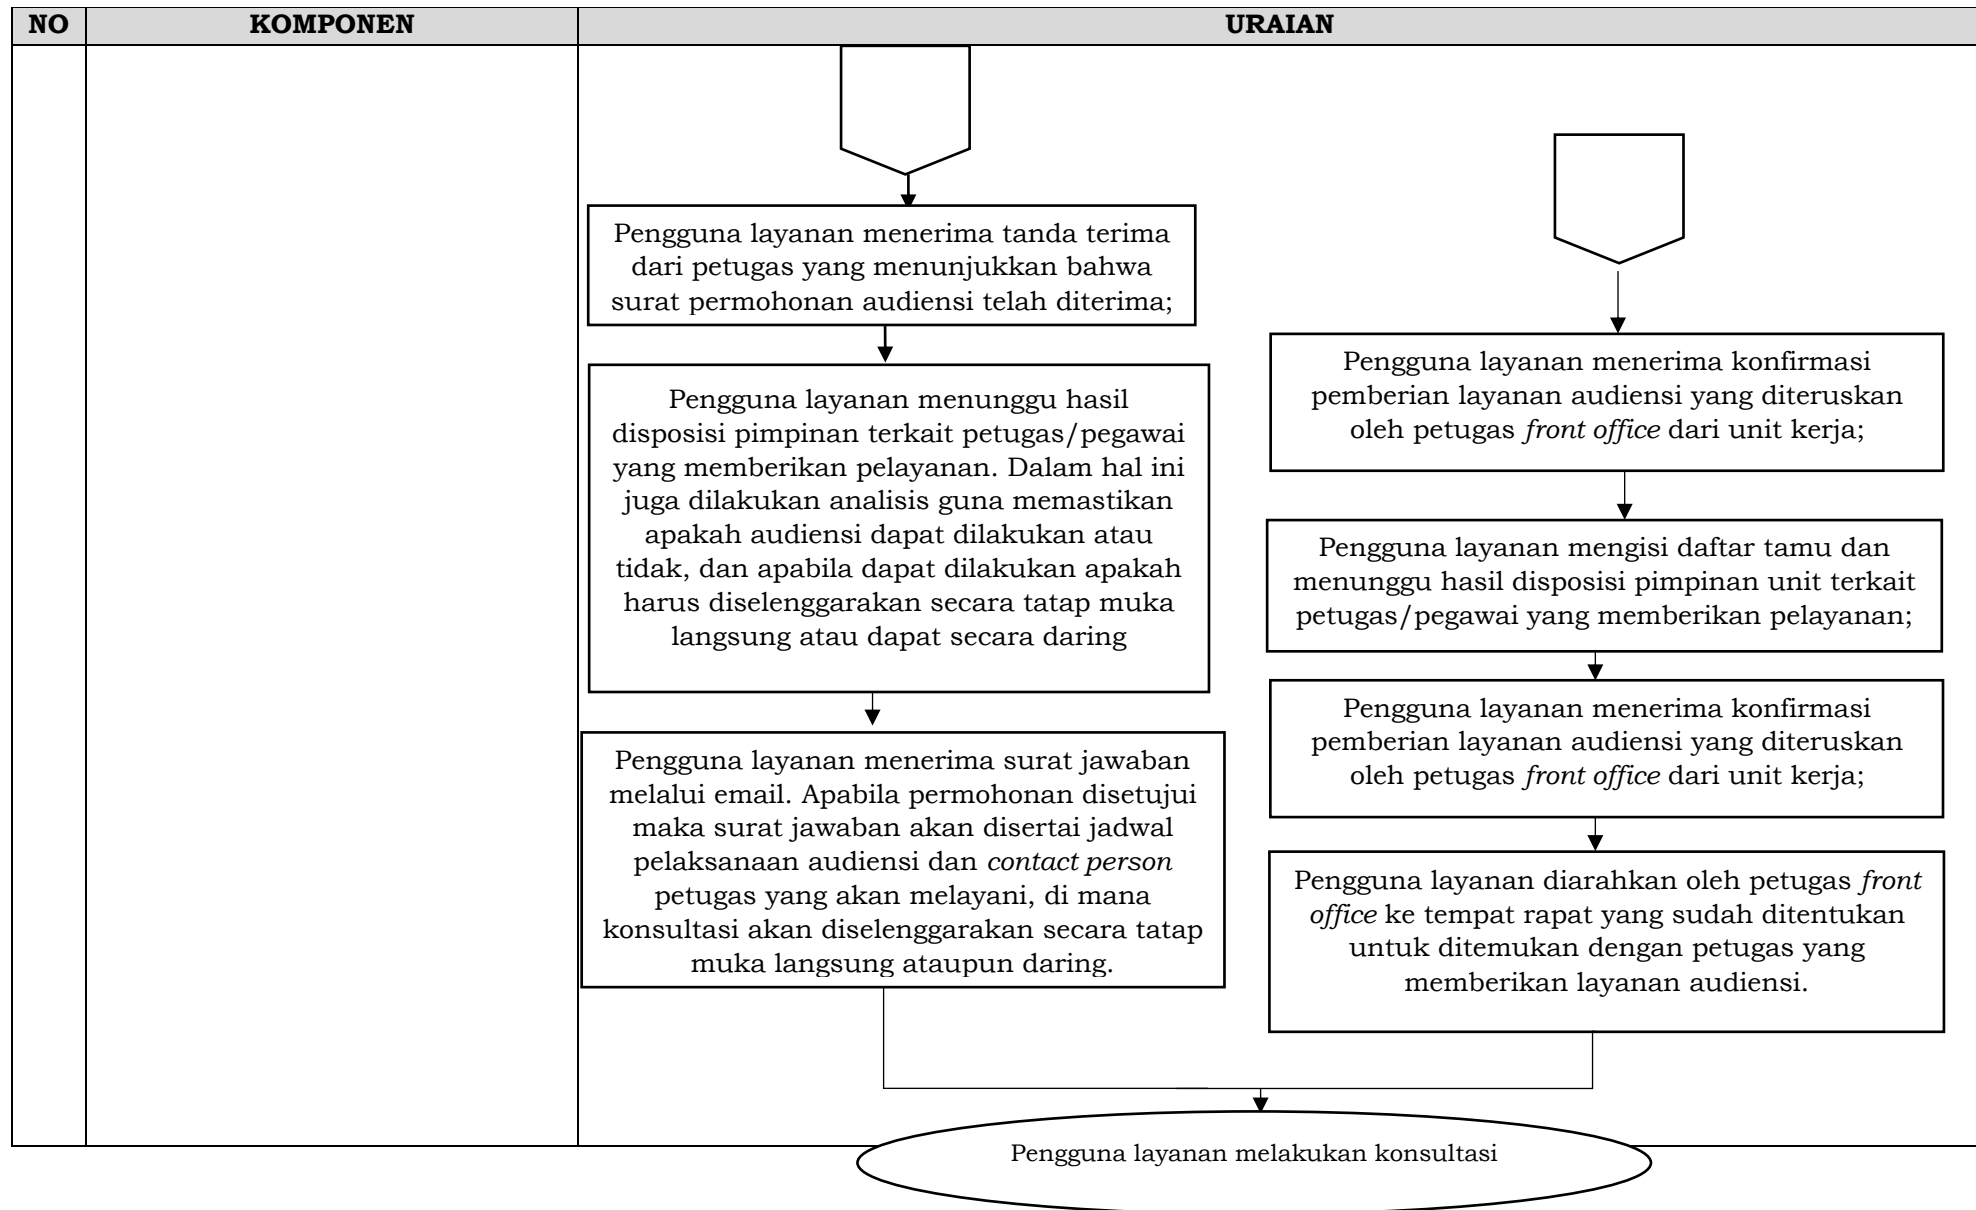 NO
KOMPONEN
URAIAN
Pengguna layanan menerima tanda terima
dari petugas yang menunjukkan bahwa
surat permohonan audiensi telah diterima;
Pengguna layanan menunggu hasil
disposisi pimpinan terkait petugas/pegawai
yang memberikan pelayanan. Dalam hal ini
juga dilakukan analisis guna memastikan
apakah audiensi dapat dilakukan atau
tidak, dan apabila dapat dilakukan apakah
harus diselenggarakan secara tatap muka
langsung atau dapat secara daring
Pengguna layanan menerima surat jawaban
melalui email. Apabila permohonan disetujui
maka surat jawaban akan disertai jadwal
pelaksanaan audiensi dan contact person
petugas yang akan melayani, di mana
konsultasi akan diselenggarakan secara tatap
muka langsung ataupun daring.
Pengguna layanan menerima konfirmasi
pemberian layanan audiensi yang diteruskan
oleh petugas front office dari unit kerja;
Pengguna layanan mengisi daftar tamu dan
menunggu hasil disposisi pimpinan unit terkait
petugas/pegawai yang memberikan pelayanan;
Pengguna layanan menerima konfirmasi
pemberian layanan audiensi yang diteruskan
oleh petugas front office dari unit kerja;
Pengguna layanan diarahkan oleh petugas front
office ke tempat rapat yang sudah ditentukan
untuk ditemukan dengan petugas yang
memberikan layanan audiensi.
Pengguna layanan melakukan konsultasi